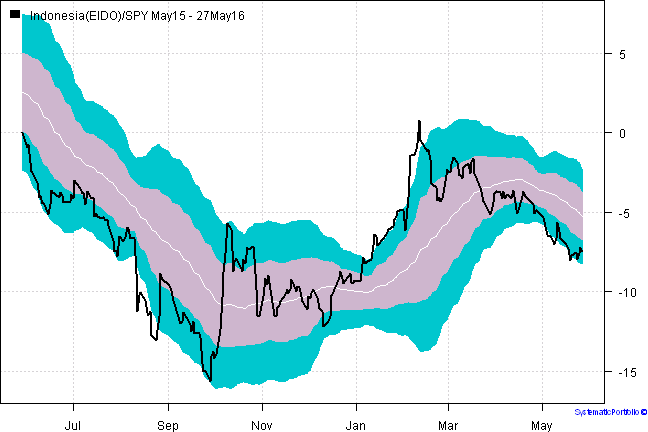 Indonesia(EIDO)/SPY May15 - 27May16
5
0
-5
-10
-15
Jul Sep Nov Jan Mar May
SystematicPortfolio ©